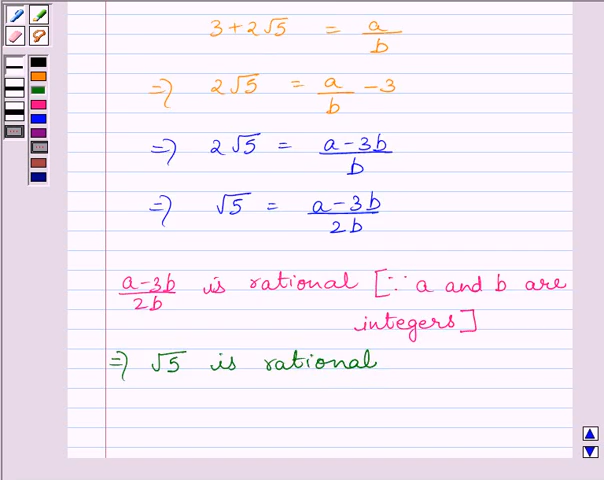 3 + 2√5 = a/b
⇒ 2√5 = a/b − 3
⇒ 2√5 = (a − 3b)/b
⇒ √5 = (a − 3b)/2b
(a − 3b)/2b is rational [∵ a and b are
integers]
⇒ √5 is rational